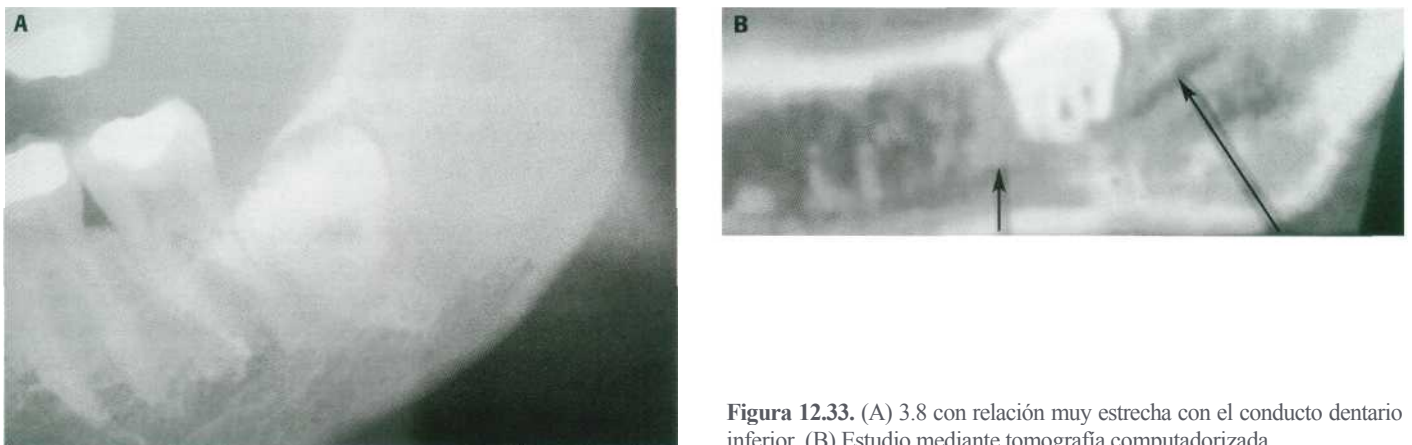 A
B
Figura 12.33. (A) 3.8 con relación muy estrecha con el conducto dentario
inferior. (B) Estudio mediante tomografía computadorizada.